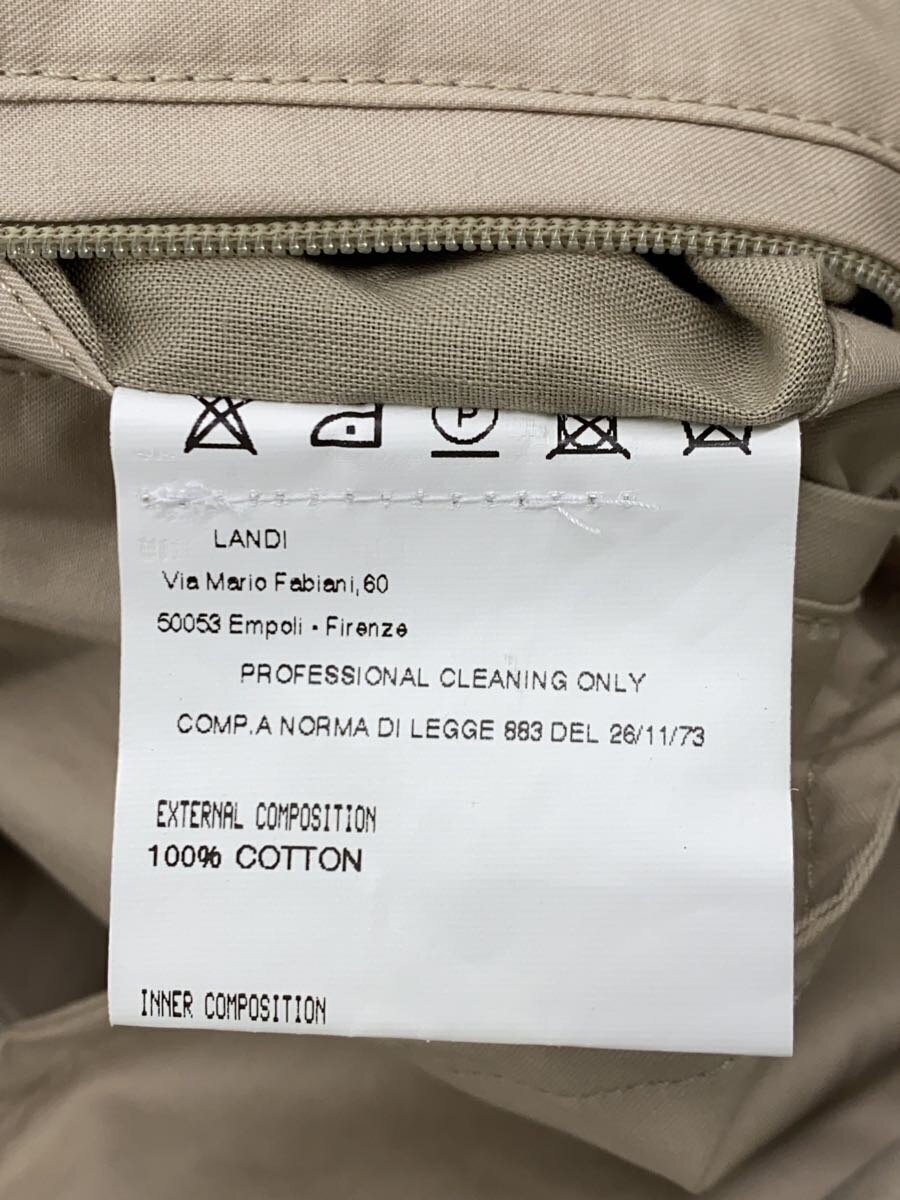 P
LANDI
Via Mario Fabiani,60
50053 Empoli - Firenze
PROFESSIONAL CLEANING ONLY
COMP.A NORMA DI LEGGE 883 DEL 26/11/73
EXTERNAL COMPOSITION
100% COTTON
INNER COMPOSITION